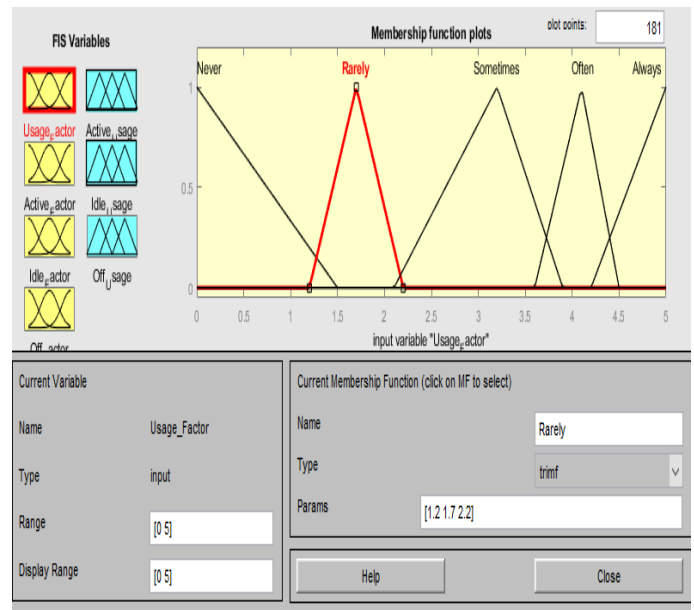 FIS Variables
Membership function plots
plot points:
181
Usage_Factor
Active_Usage
Active_Factor
Idle_Usage
Idle_Factor
Off_Usage
Never
Rarely
Sometimes
Often
Always
1
0.5
0
0 0.5 1 1.5 2 2.5 3 3.5 4 4.5 5
input variable "Usage_Factor"
Current Variable
Name Usage_Factor
Type input
Range [0 5]
Display Range [0 5]
Current Membership Function (click on MF to select)
Name Rarely
Type trimf
Params [1.2 1.7 2.2]
Help
Close